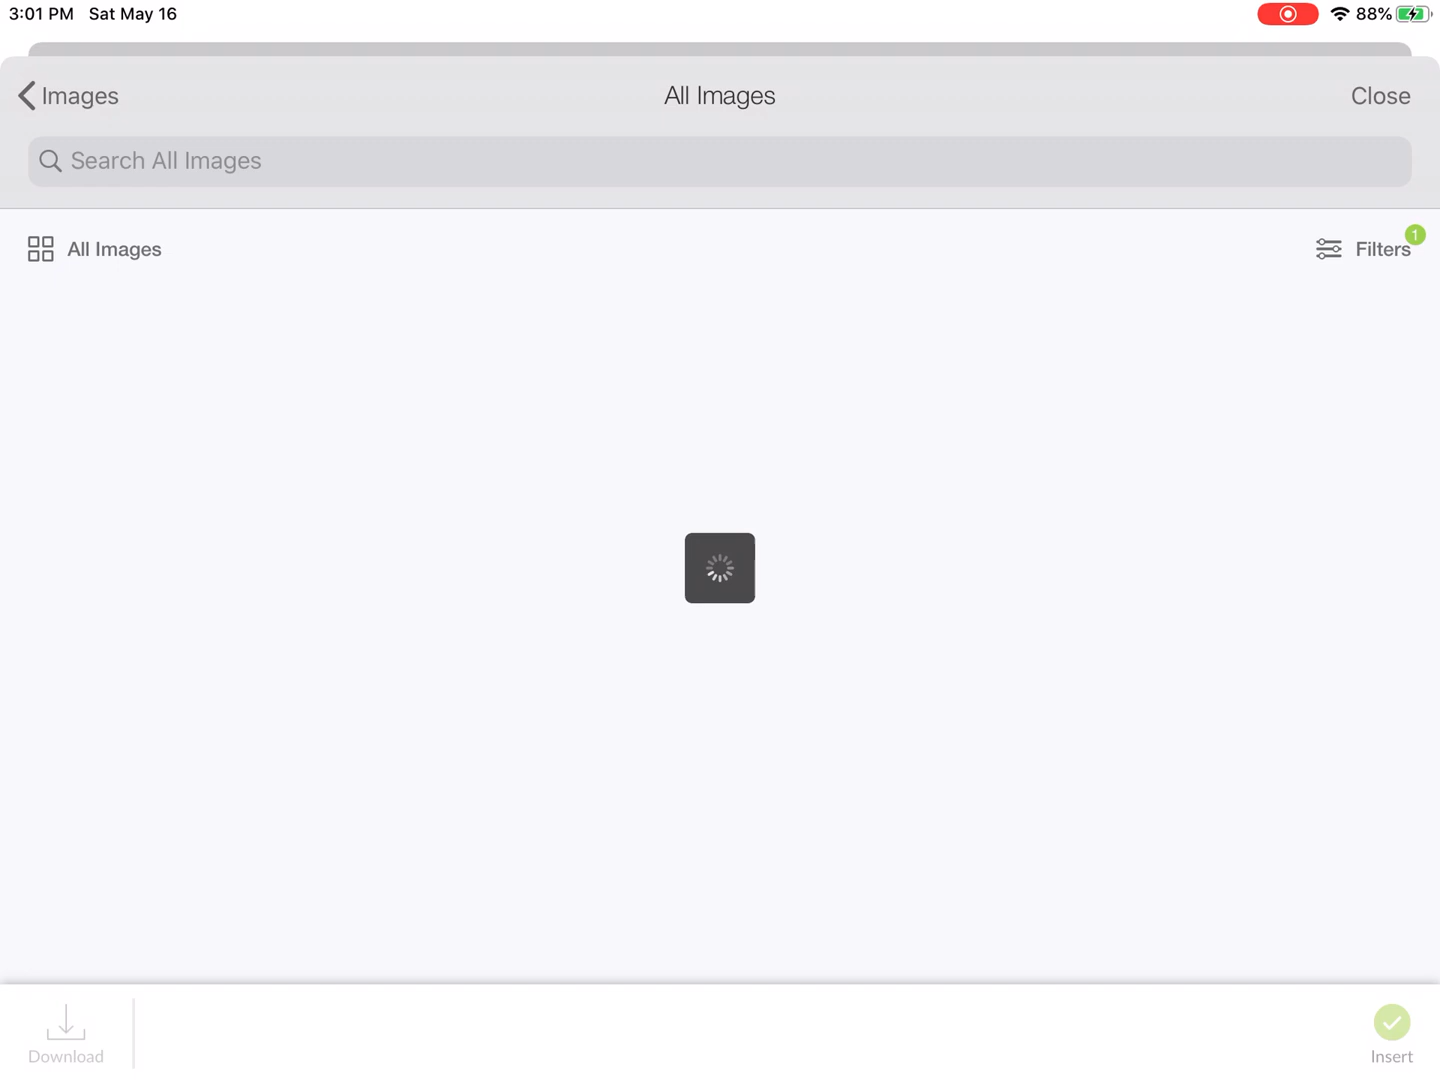 3:01 PM Sat May 16 88%
Images All Images Close
Search All Images
All Images Filters 1
Download Insert